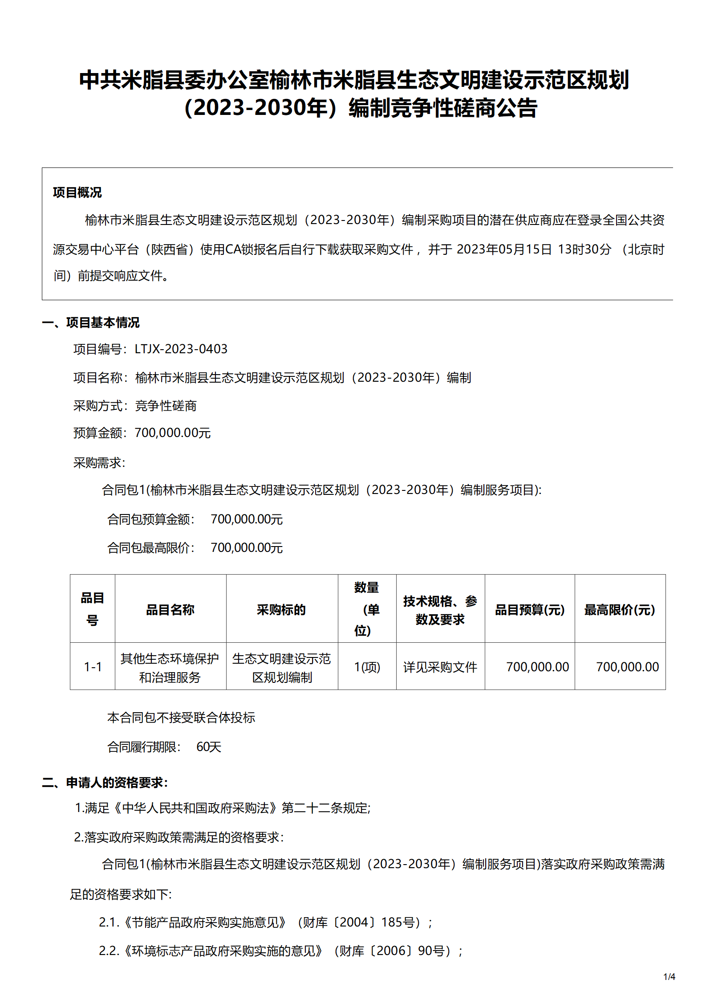 中共米脂县委办公室榆林市米脂县生态文明建设示范区规划
（2023-2030年）编制竞争性磋商公告
项目概况
榆林市米脂县生态文明建设示范区规划（2023-2030年）编制采购项目的潜在供应商应在登录全国公共资
源交易中心平台（陕西省）使用CA锁报名后自行下载获取采购文件，并于 2023年05月15日 13时30分 （北京时
间）前提交响应文件。
一、项目基本情况
项目编号：LTJX-2023-0403
项目名称：榆林市米脂县生态文明建设示范区规划（2023-2030年）编制
采购方式：竞争性磋商
预算金额：700,000.00元
采购需求：
合同包1(榆林市米脂县生态文明建设示范区规划（2023-2030年）编制服务项目):
合同包预算金额： 700,000.00元
合同包最高限价： 700,000.00元
品目
号
品目名称
采购标的
数量
(单
位)
技术规格、参
数及要求
品目预算(元)
最高限价(元)
1-1
其他生态环境保护
和治理服务
生态文明建设示范
区规划编制
1(项)
详见采购文件
700,000.00
700,000.00
本合同包不接受联合体投标
合同履行期限： 60天
二、申请人的资格要求：
1.满足《中华人民共和国政府采购法》第二十二条规定;
2.落实政府采购政策需满足的资格要求：
合同包1(榆林市米脂县生态文明建设示范区规划（2023-2030年）编制服务项目)落实政府采购政策需满
足的资格要求如下:
2.1.《节能产品政府采购实施意见》（财库〔2004〕185号）；
2.2.《环境标志产品政府采购实施的意见》（财库〔2006〕90号）；
1/4